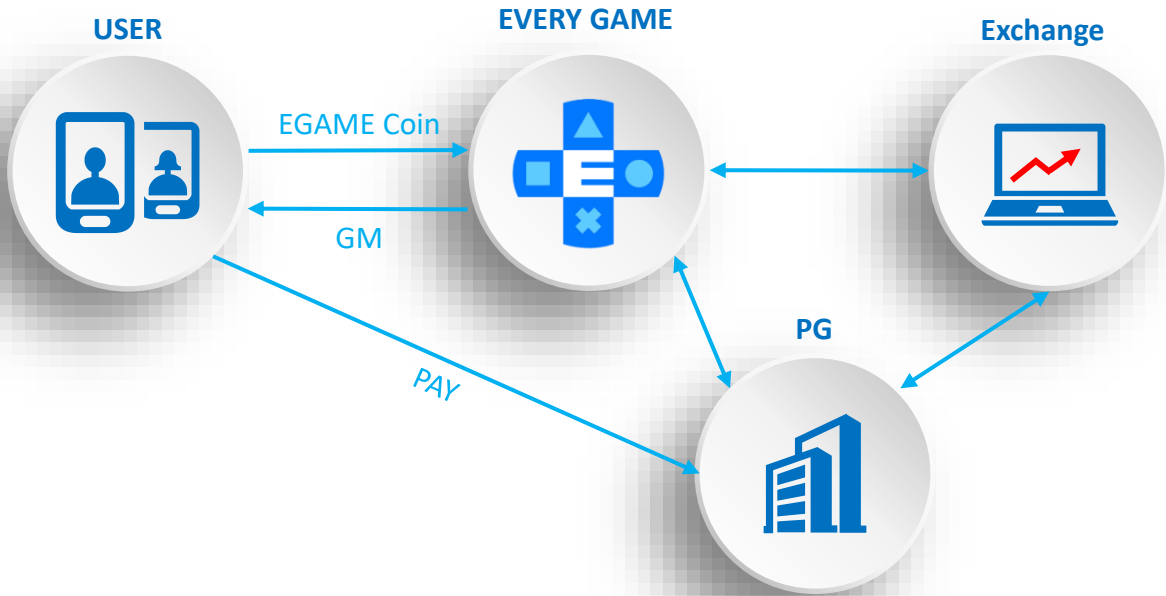 USER
EVERY GAME
Exchange
EGAME Coin
E
GM
PG
PAY